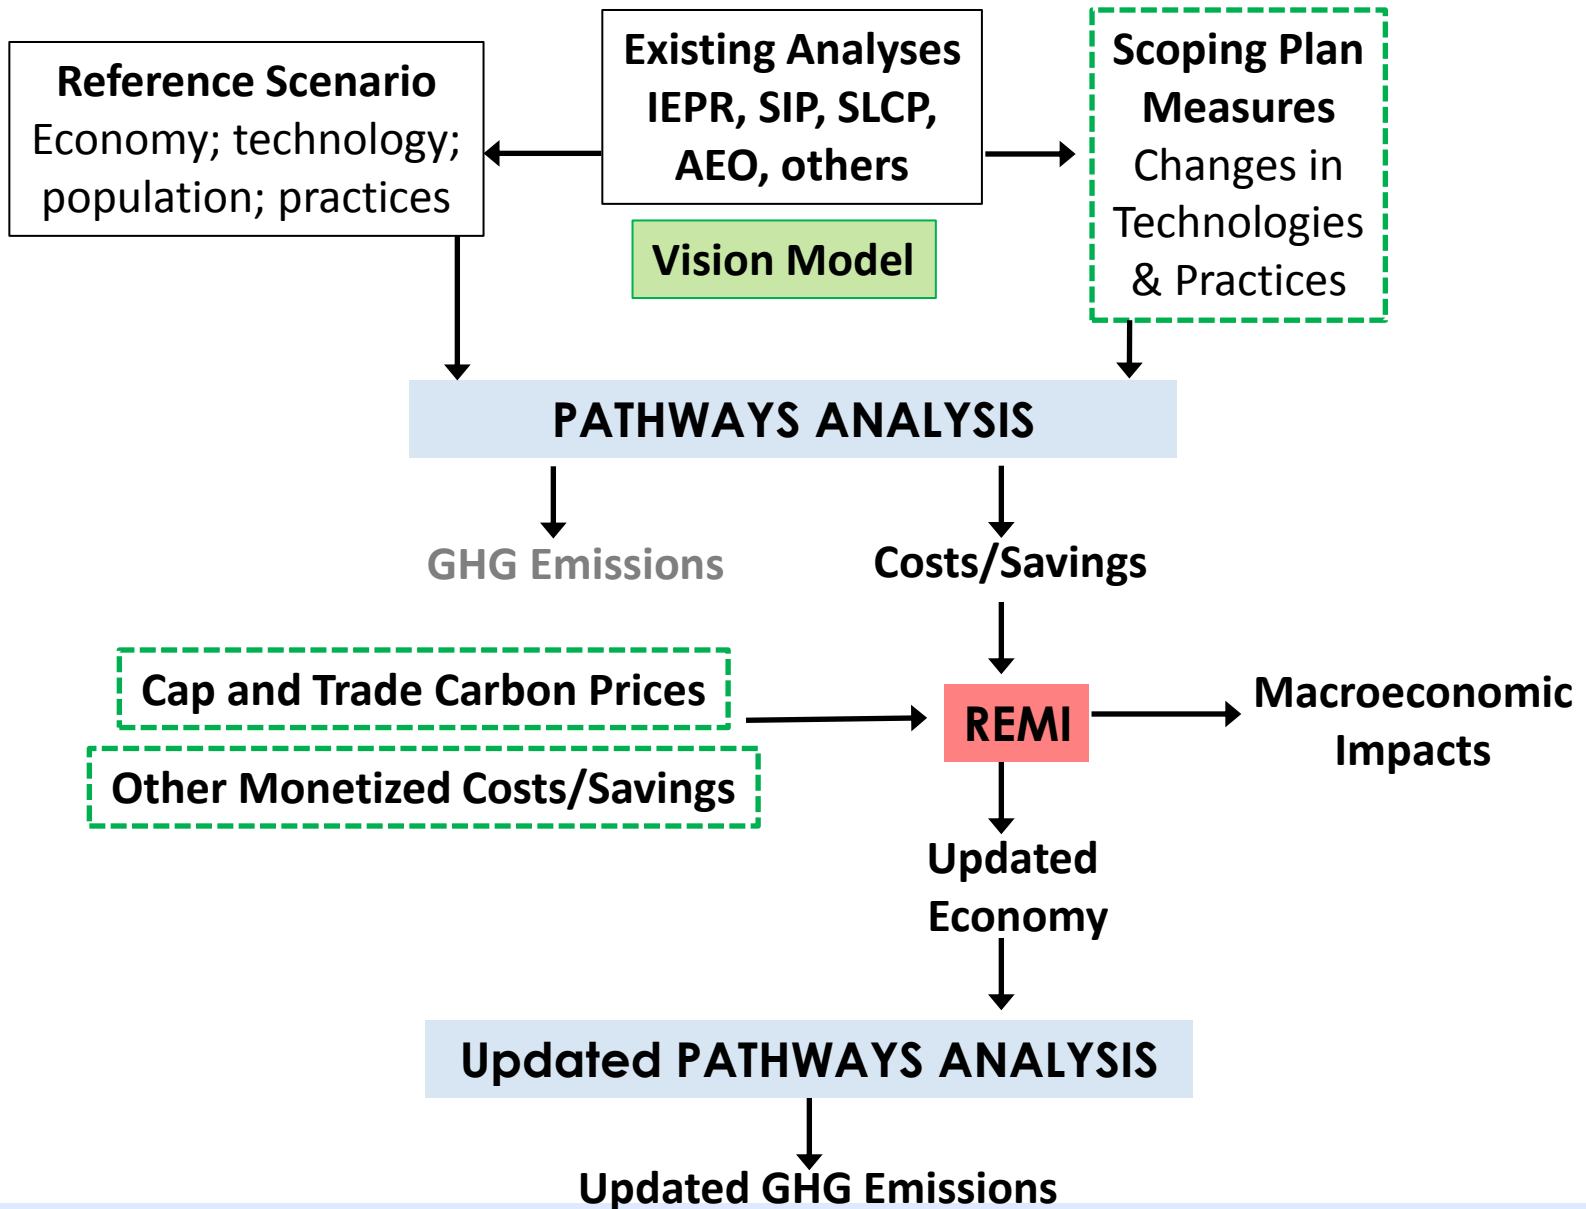 Reference Scenario
Economy; technology;
population; practices
Existing Analyses
IEPR, SIP, SLCP,
AEO, others
Vision Model
Scoping Plan
Measures
Changes in
Technologies
& Practices
PATHWAYS ANALYSIS
GHG Emissions
Costs/Savings
Cap and Trade Carbon Prices
Other Monetized Costs/Savings
REMI
Macroeconomic
Impacts
Updated
Economy
Updated PATHWAYS ANALYSIS
Updated GHG Emissions